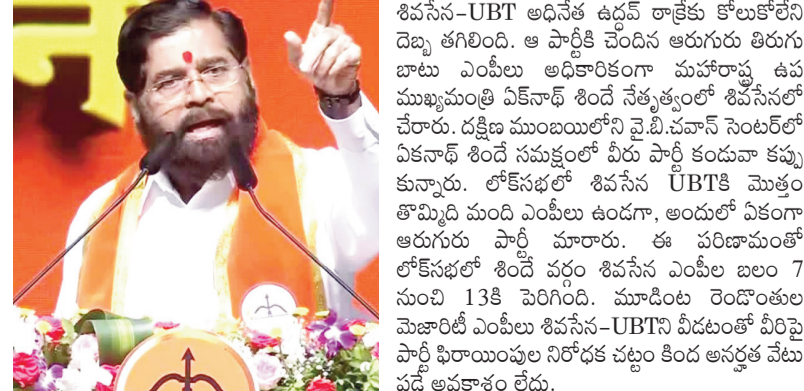 శివసేన-UBT అధినేత ఉద్ధవ్ ఠాక్రేకు కోలుకోలేని
దెబ్బ తగిలింది. ఆ పార్టీకి చెందిన ఆరుగురు తిరుగు
బాటు ఎంపీలు అధికారికంగా మహారాష్ట్ర ఉప
ముఖ్యమంత్రి ఏక్‌నాథ్ శిందే నేతృత్వంలో శివసేనలో
చేరారు. దక్షిణ ముంబయిలోని వై.బి.చవాన్ సెంటర్‌లో
ఏకనాథ్ శిందే సమక్షంలో వీరు పార్టీ కండువా కప్పు
కున్నారు. లోక్‌సభలో శివసేన UBTకి మొత్తం
తొమ్మిది మంది ఎంపీలు ఉండగా, అందులో ఏకంగా
ఆరుగురు పార్టీ మారారు. ఈ పరిణామంతో
లోక్‌సభలో శిందే వర్గం శివసేన ఎంపీల బలం 7
నుంచి 13కి పెరిగింది. మూడింట రెండొంతుల
మెజారిటీ ఎంపీలు శివసేన-UBTని వీడటంతో వీరిపై
పార్టీ ఫిరాయింపుల నిరోధక చట్టం కింద అనర్హత వేటు
పడే అవకాశం లేదు.